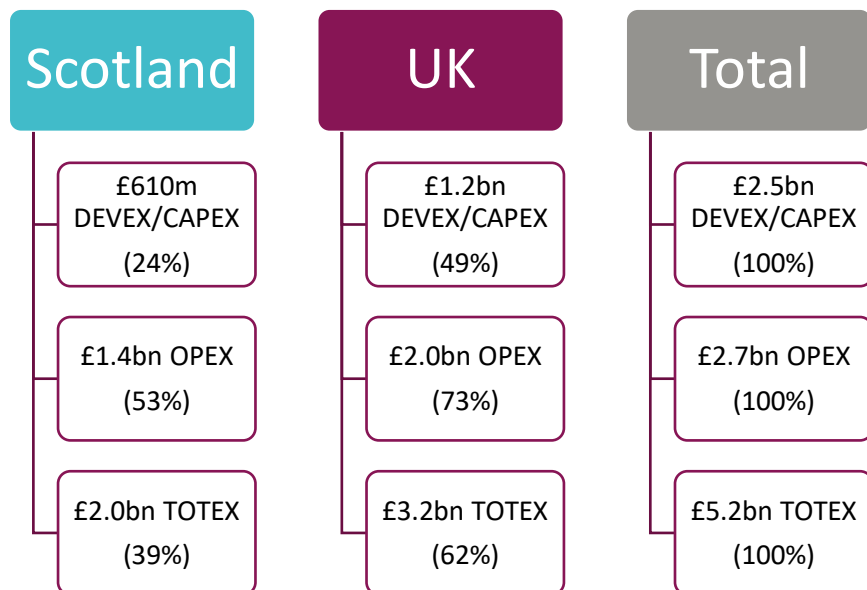 Scotland
£610m
DEVEX/CAPEX
(24%)
£1.4bn OPEX
(53%)
£2.0bn TOTEX
(39%)
UK
£1.2bn
DEVEX/CAPEX
(49%)
£2.0bn OPEX
(73%)
£3.2bn TOTEX
(62%)
Total
£2.5bn
DEVEX/CAPEX
(100%)
£2.7bn OPEX
(100%)
£5.2bn TOTEX
(100%)